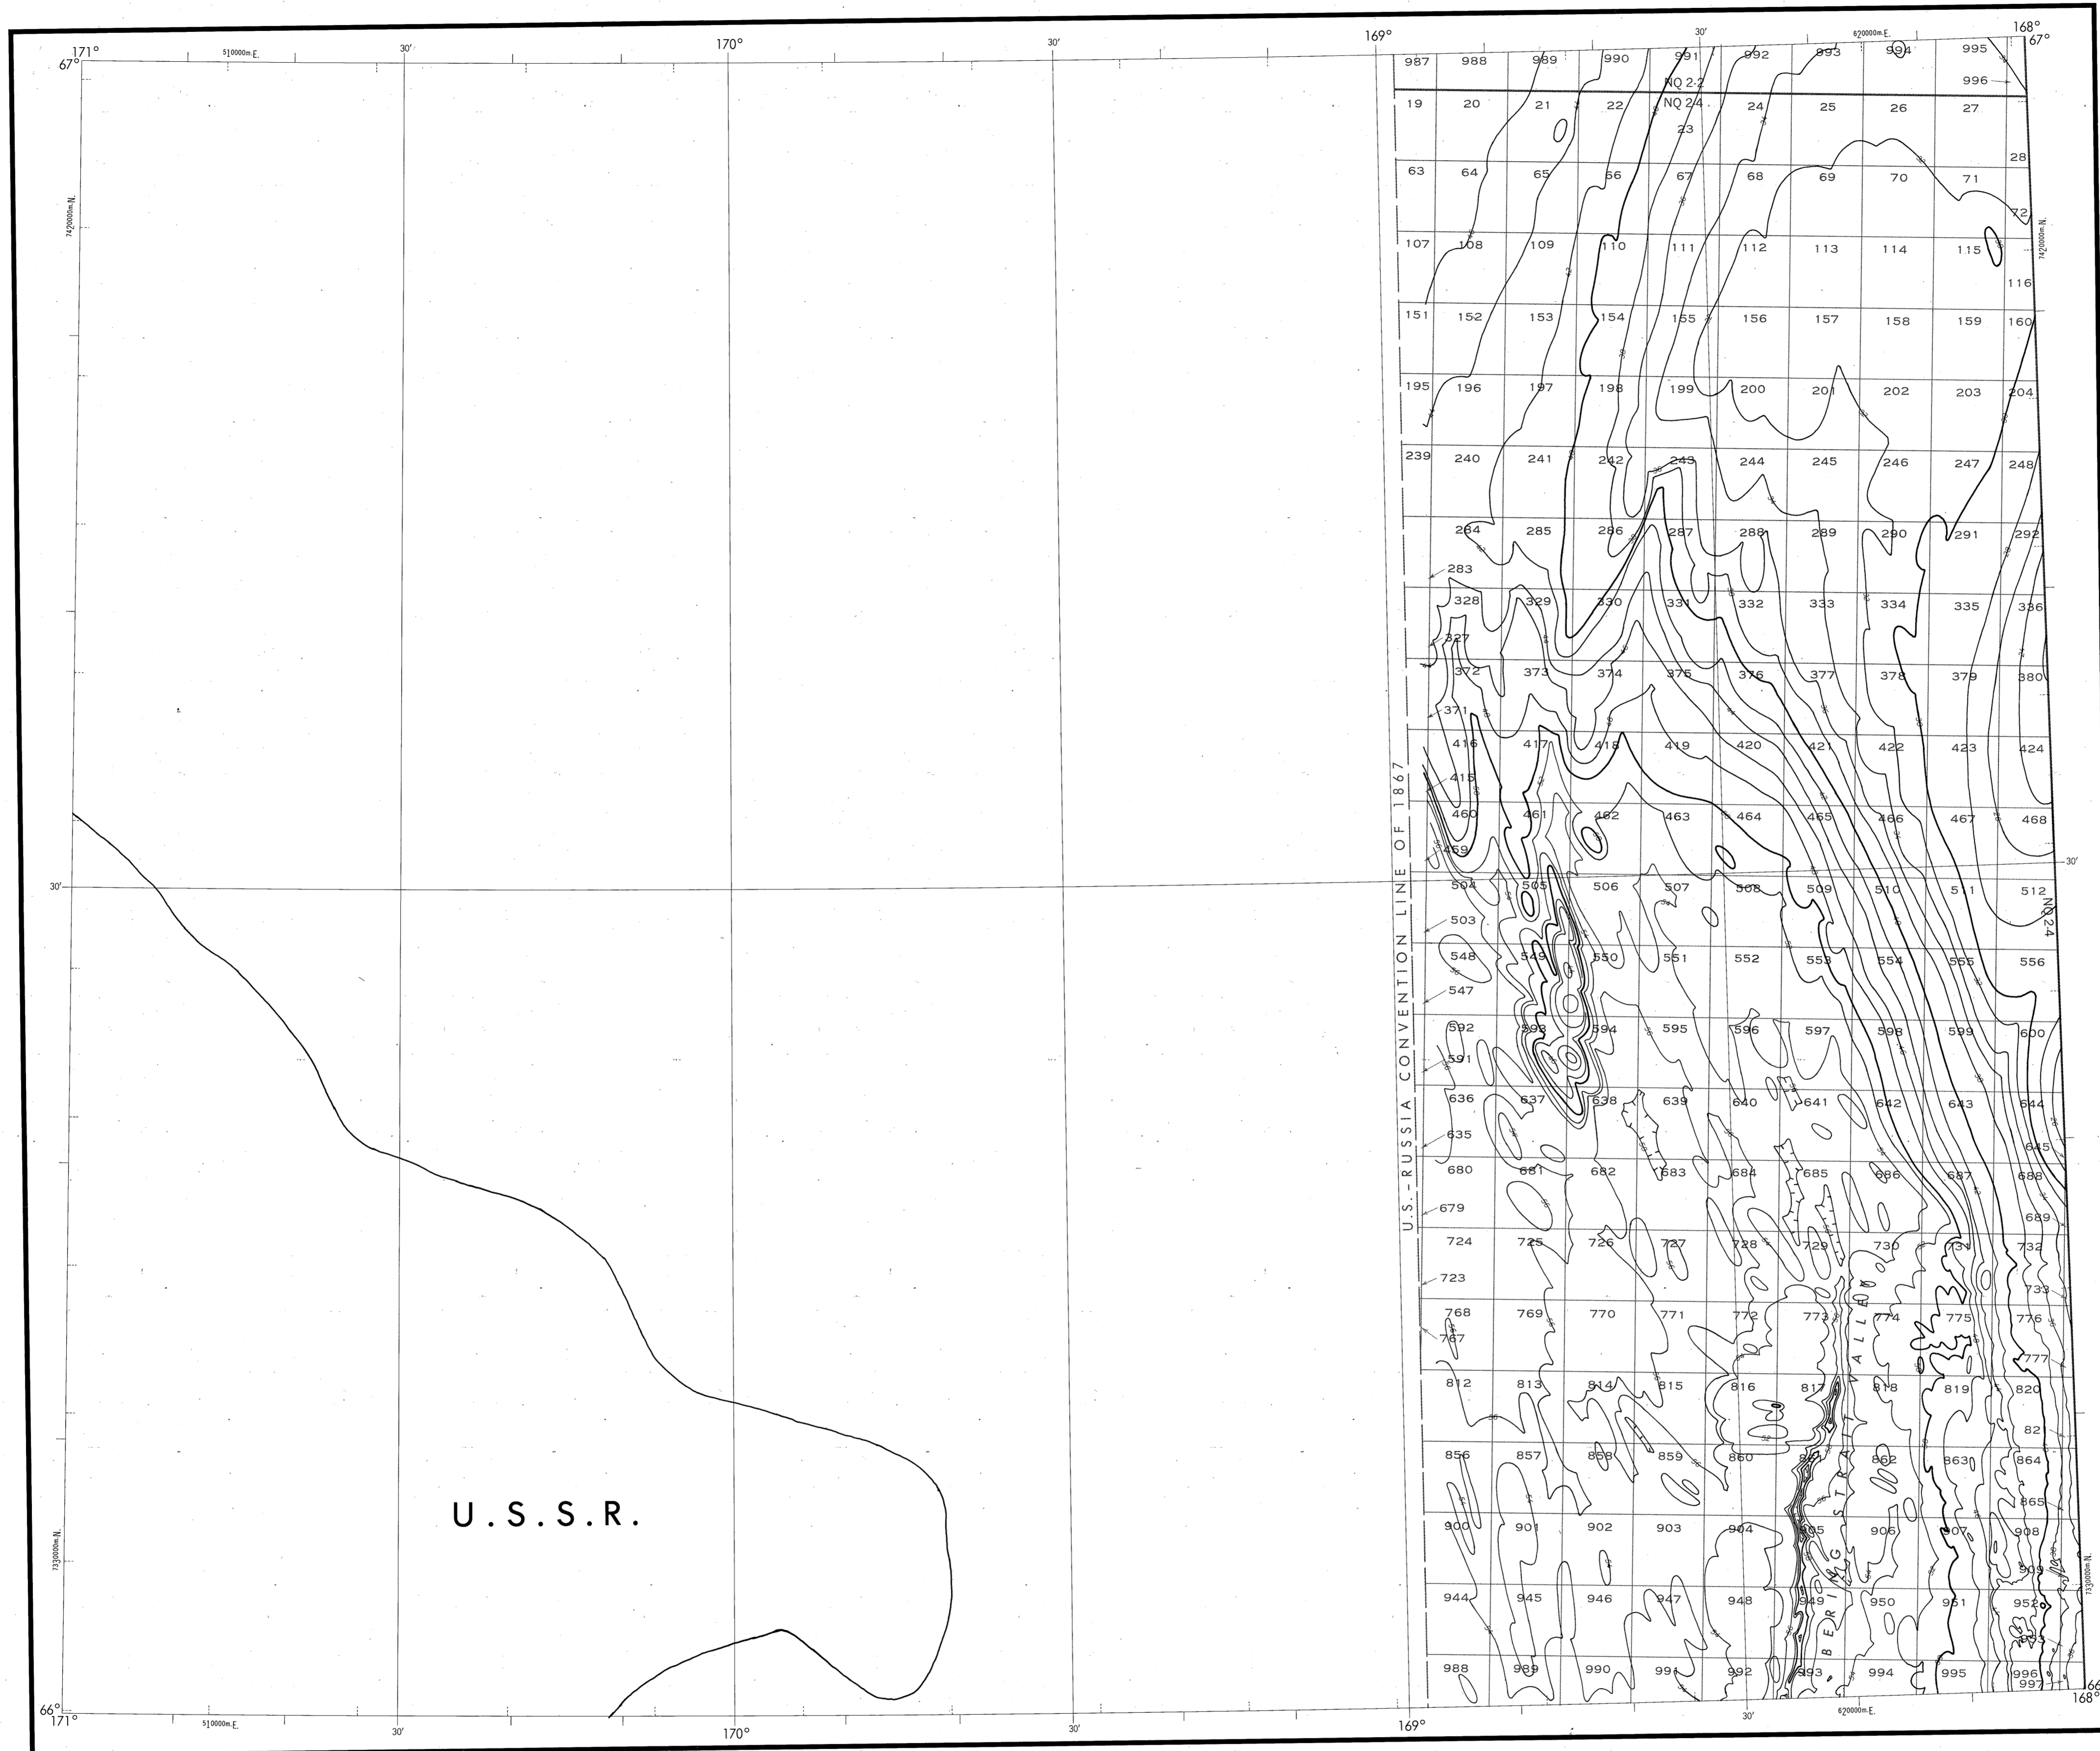 171° 510000m.E. 30' 170° 30' 169° 30' 620000m.E. 168°
67° 67°
987 988 989 990 991 992 993 994 995
NQ 2-2 996
19 20 21 22 NQ 2-4 24 25 26 27
23
28
63 64 65 66 67 68 69 70 71
72
7420000m.N. 7420000m.N.
107 108 109 110 111 112 113 114 115
116
151 152 153 154 155 156 157 158 159 160
195 196 197 198 199 200 201 202 203 204
239 240 241 242 243 244 245 246 247 248
284 285 286 287 288 289 290 291 292
283
328 329 330 331 332 333 334 335 336
327
372 373 374 375 376 377 378 379 380
371
416 417 418 419 420 421 422 423 424
415
460 461 462 463 464 465 466 467 468
459
30' 30'
504 505 506 507 508 509 510 511 512
NQ 2-4
503
548 549 550 551 552 553 554 555 556
547
592 593 594 595 596 597 598 599 600
591
U.S.-RUSSIA CONVENTION LINE OF 1867
636 637 638 639 640 641 642 643 644
635 645
680 681 682 683 684 685 686 687 688
679 689
724 725 726 727 728 729 730 731 732
723 733
768 769 770 771 772 773 774 775 776
767 777
812 813 814 815 816 817 818 819 820
82
856 857 858 859 860 861 862 863 864
865
BERING STRAIT VALLEY
U.S.S.R.
900 901 902 903 904 905 906 907 908
909
7330000m.N. 7330000m.N.
944 945 946 947 948 949 950 951 952
953
988 989 990 991 992 993 994 995 996
997
66° 66
171° 510000m.E. 30' 170° 30' 169° 30' 620000m.E. 168°